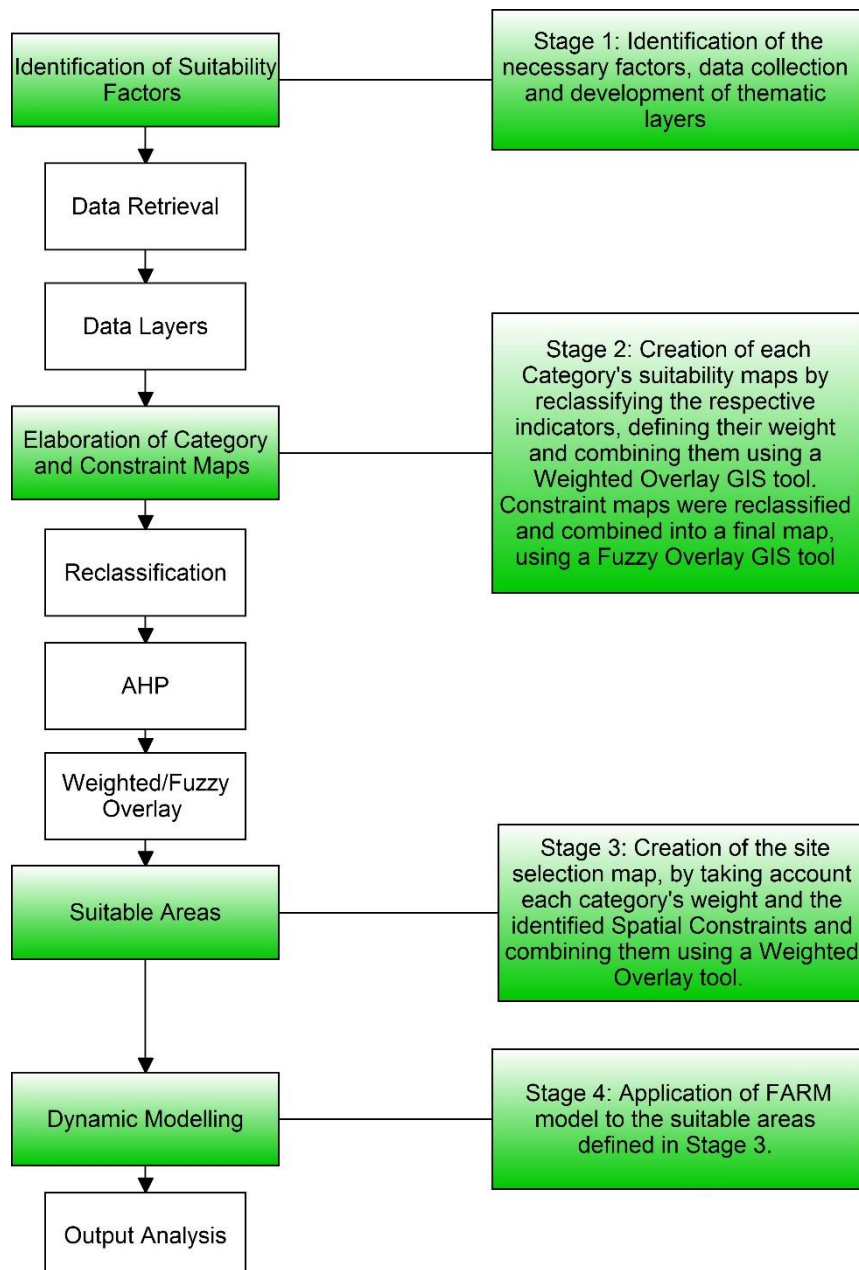 Identification of Suitability
Factors
Stage 1: Identification of the
necessary factors, data collection
and development of thematic
layers
Data Retrieval
Data Layers
Elaboration of Category
and Constraint Maps
Stage 2: Creation of each
Category's suitability maps by
reclassifying the respective
indicators, defining their weight
and combining them using a
Weighted Overlay GIS tool.
Constraint maps were reclassified
and combined into a final map,
using a Fuzzy Overlay GIS tool
Reclassification
AHP
Weighted/Fuzzy
Overlay
Suitable Areas
Stage 3: Creation of the site
selection map, by taking account
each category's weight and the
identified Spatial Constraints and
combining them using a Weighted
Overlay tool.
Dynamic Modelling
Stage 4: Application of FARM
model to the suitable areas
defined in Stage 3.
Output Analysis